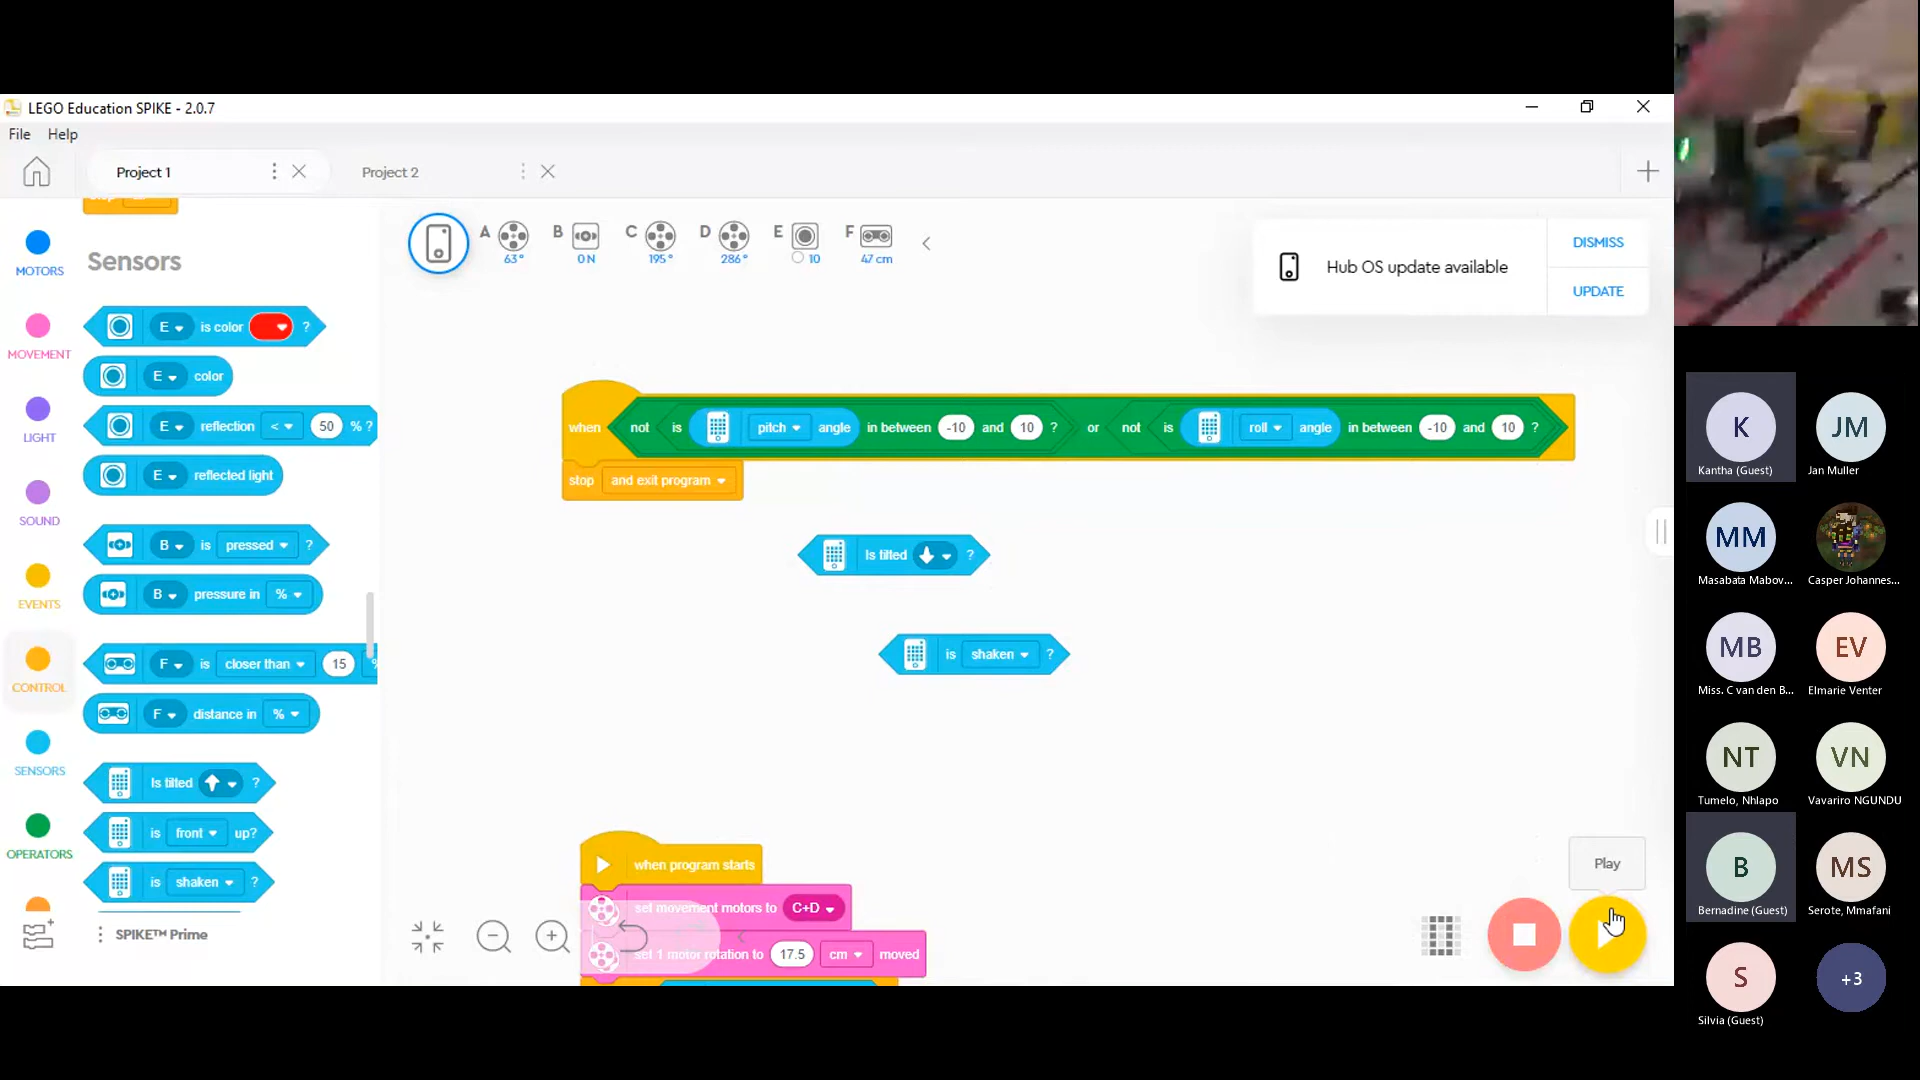 LEGO Education SPIKE - 2.0.7
File Help
Project 1
Project 2
A
B
C
D
E
F
63°
0 N
195°
286°
10
47 cm
Hub OS update available
DISMISS
UPDATE
MOTORS
MOVEMENT
LIGHT
SOUND
EVENTS
CONTROL
SENSORS
OPERATORS
Sensors
E is color ?
E color
E reflection < 50 % ?
E reflected light
B is pressed ?
B pressure in %
F is closer than 15 %
F distance in %
Is tilted ?
is front up?
is shaken ?
SPIKE™ Prime
when not is pitch angle in between -10 and 10 ? or not is roll angle in between -10 and 10 ?
stop and exit program
Is tilted ?
is shaken ?
when program starts
set movement motors to C+D
set 1 motor rotation to 17.5 cm moved
Play
K
Kantha (Guest)
JM
Jan Muller
MM
Masabata Mabov...
Casper Johannes...
MB
Miss. C van den B...
EV
Elmarie Venter
NT
Tumelo, Nhlapo
VN
Vavariro NGUNDU
B
Bernadine (Guest)
MS
Serote, Mmafani
S
Silvia (Guest)
+3